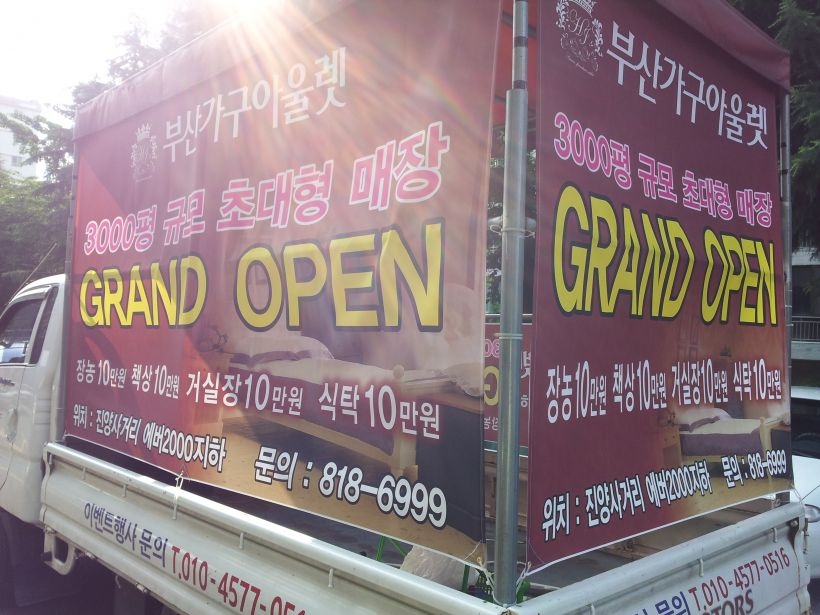 부산가구아울렛
3000평 규모 초대형 매장
GRAND OPEN
장농10만원 책상10만원 거실장10만원 식탁10만원
위치 : 진양사거리 에버2000지하
문의 : 818-6999
이벤트행사 문의 T.010-4577-0516
부산가구아울렛
3000평 규모 초대형 매장
GRAND OPEN
장농10만원 책상10만원 거실장10만원 식탁10만원
위치 : 진양사거리 에버2000지하
문의 : 818-6999
문의 T.010-4577-0516